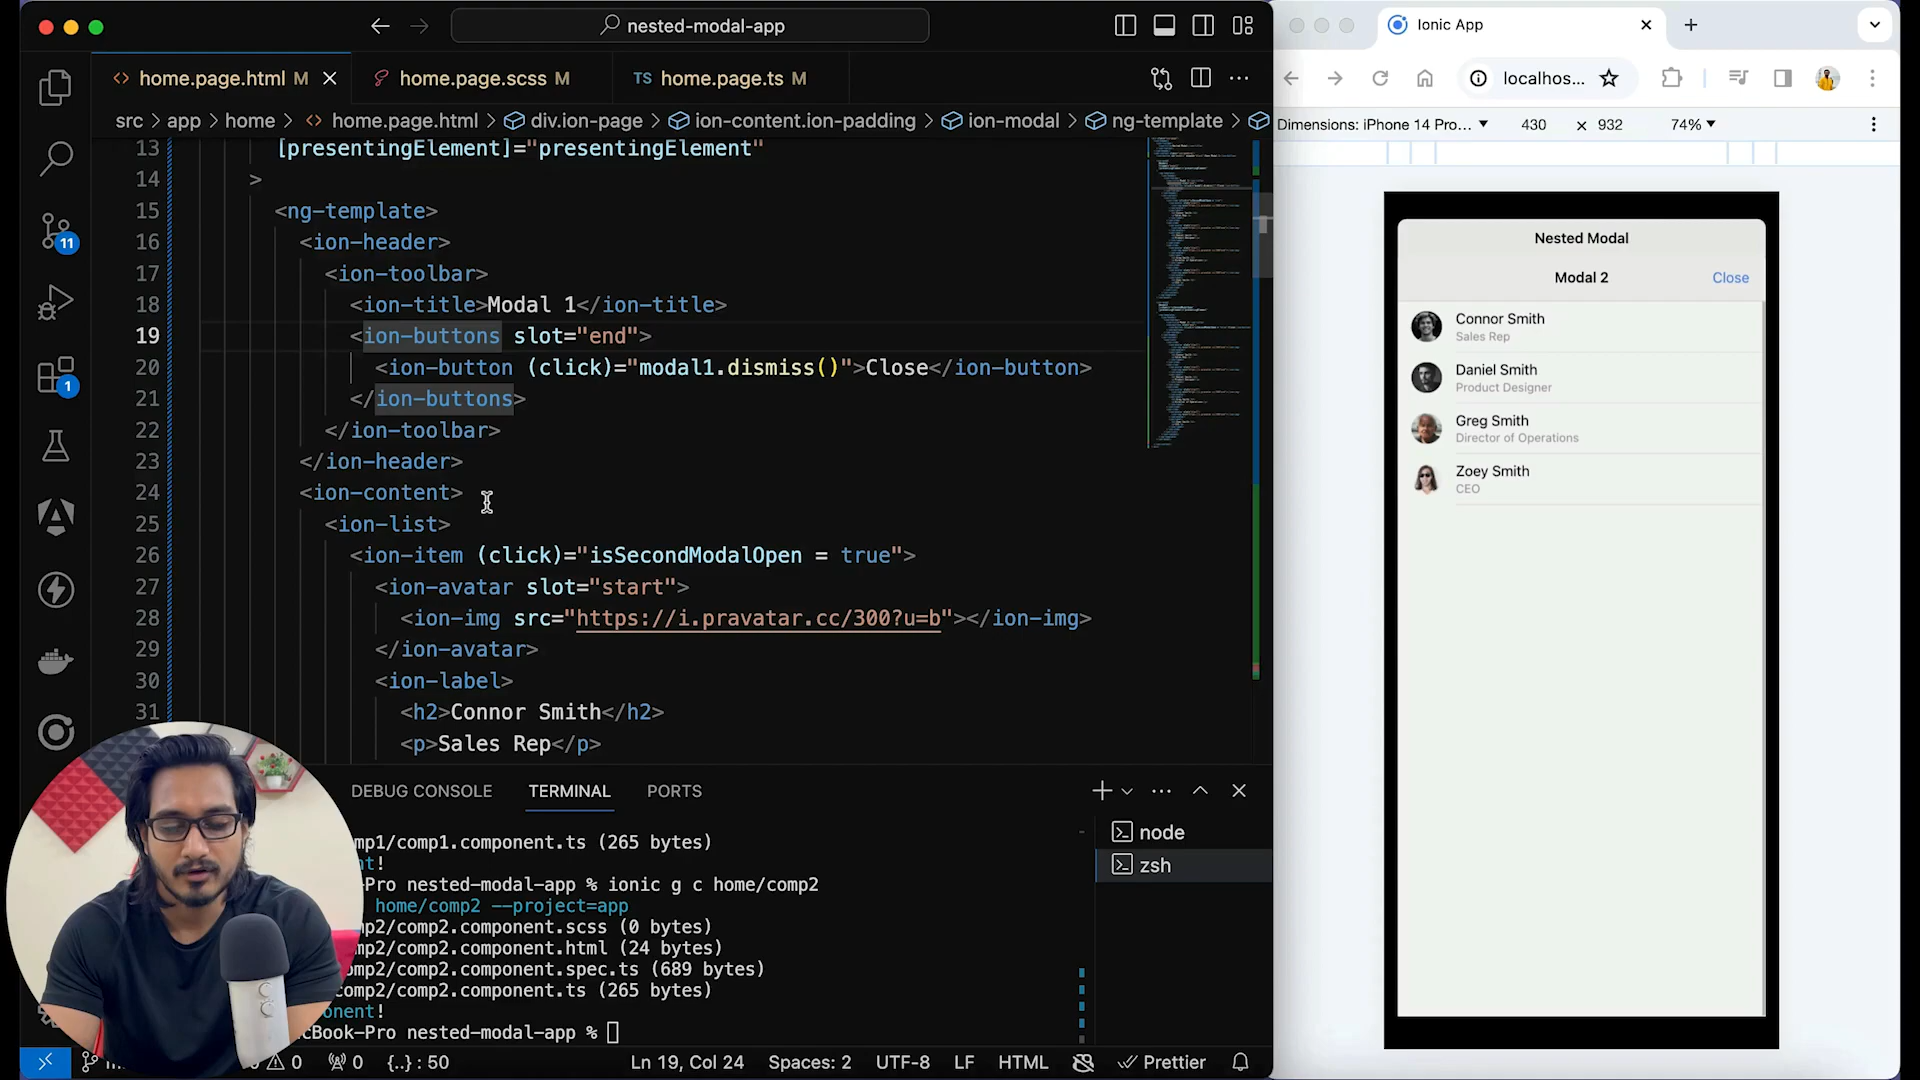 nested-modal-app
home.page.html M
home.page.scss M
TS home.page.ts M
src > app > home > home.page.html > div.ion-page > ion-content.ion-padding > ion-modal > ng-template >
13 [presentingElement]="presentingElement"
14 >
15 <ng-template>
16 <ion-header>
17 <ion-toolbar>
18 <ion-title>Modal 1</ion-title>
19 <ion-buttons slot="end">
20 <ion-button (click)="modal1.dismiss()">Close</ion-button>
21 </ion-buttons>
22 </ion-toolbar>
23 </ion-header>
24 <ion-content>
25 <ion-list>
26 <ion-item (click)="isSecondModalOpen = true">
27 <ion-avatar slot="start">
28 <ion-img src="https://i.pravatar.cc/300?u=b"></ion-img>
29 </ion-avatar>
30 <ion-label>
31 <h2>Connor Smith</h2>
<p>Sales Rep</p>
11
1
DEBUG CONSOLE
TERMINAL
PORTS
mp1/comp1.component.ts (265 bytes)
nt!
-Pro nested-modal-app % ionic g c home/comp2
home/comp2 --project=app
mp2/comp2.component.scss (0 bytes)
mp2/comp2.component.html (24 bytes)
omp2/comp2.component.spec.ts (689 bytes)
comp2/comp2.component.ts (265 bytes)
onent!
cBook-Pro nested-modal-app %
node
zsh
0
0
{..} : 50
Ln 19, Col 24
Spaces: 2
UTF-8
LF
HTML
Prettier
Ionic App
localhos...
Dimensions: iPhone 14 Pro...
430 × 932
74%
Nested Modal
Modal 2
Close
Connor Smith
Sales Rep
Daniel Smith
Product Designer
Greg Smith
Director of Operations
Zoey Smith
CEO